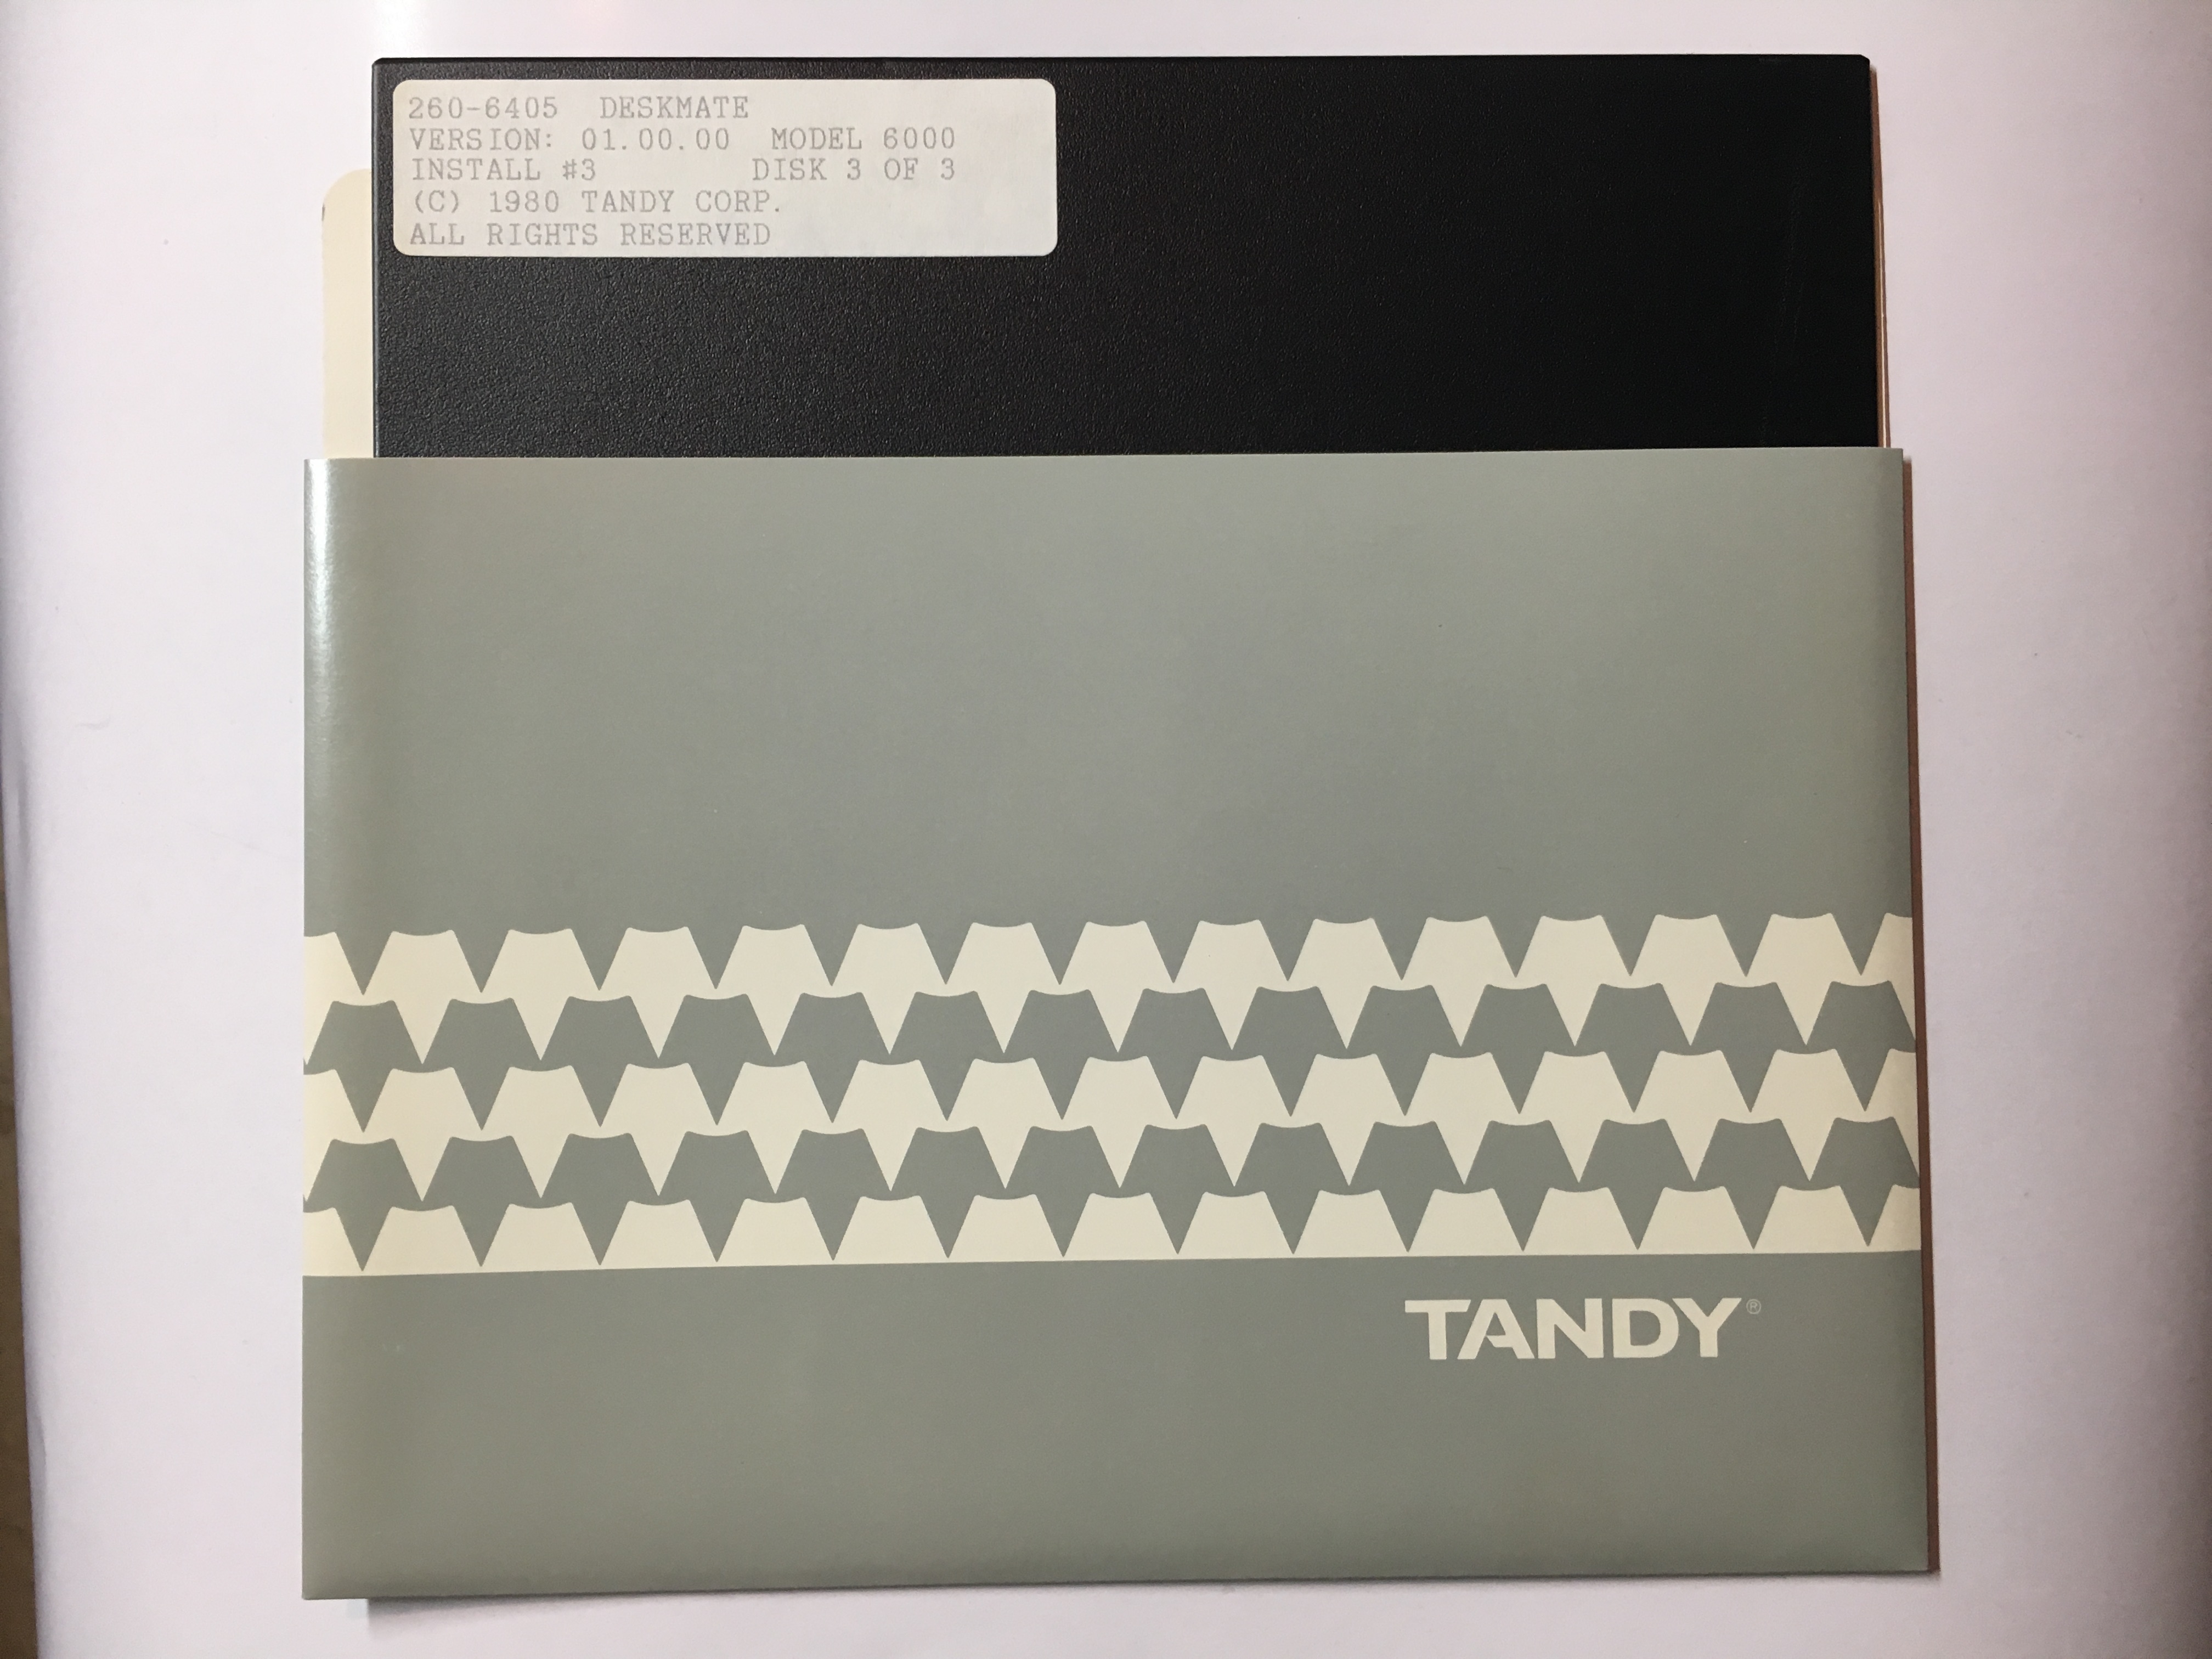 260-6405 DESKMATE
VERSION: 01.00.00 MODEL 6000
INSTALL #3 DISK 3 OF 3
(C) 1980 TANDY CORP.
ALL RIGHTS RESERVED
TANDY®